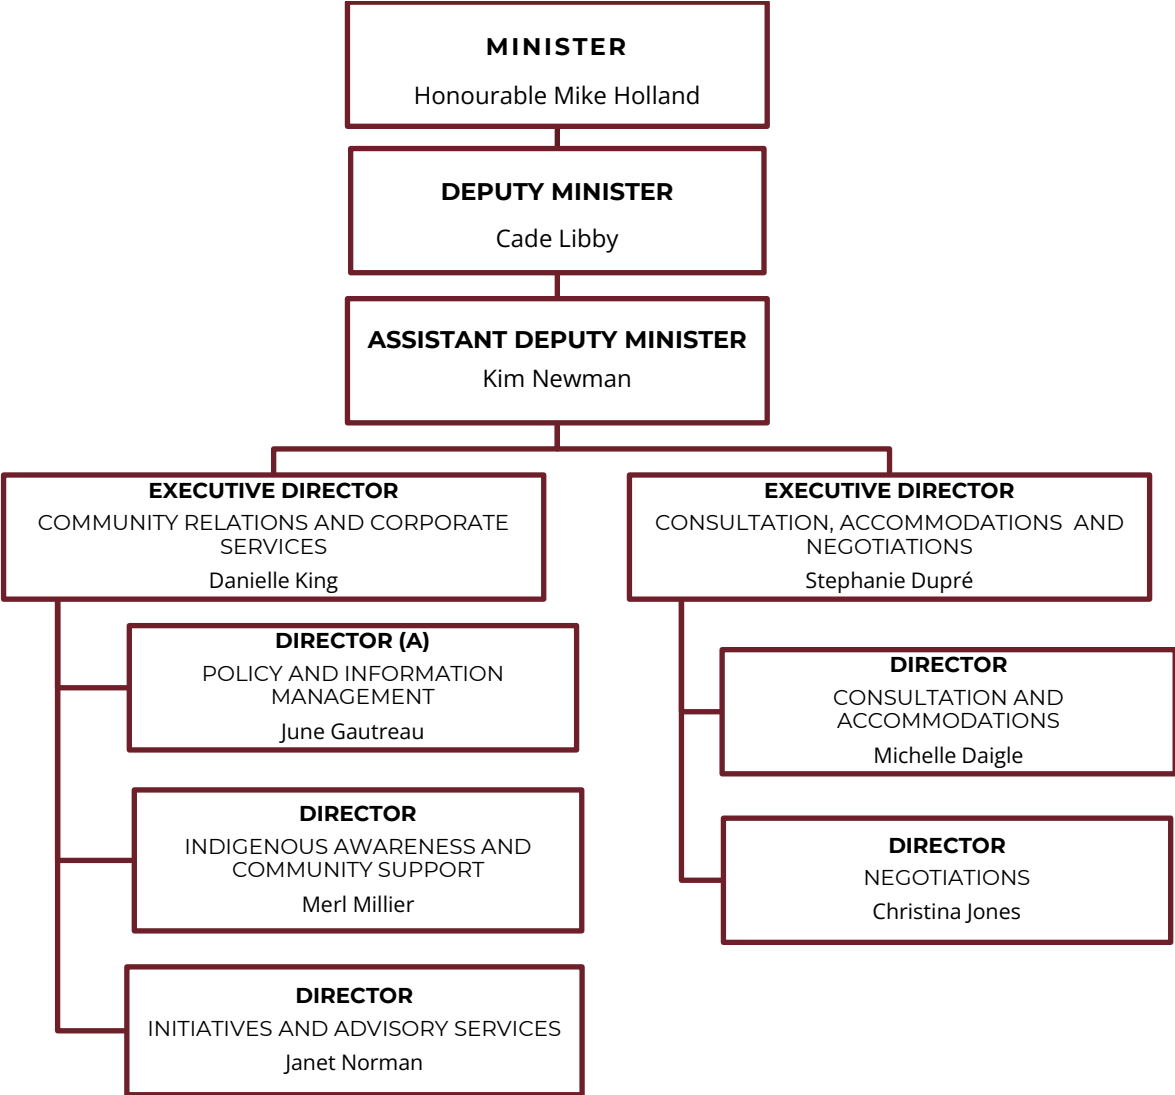 MINISTER
Honourable Mike Holland
DEPUTY MINISTER
Cade Libby
ASSISTANT DEPUTY MINISTER
Kim Newman
EXECUTIVE DIRECTOR
COMMUNITY RELATIONS AND CORPORATE
SERVICES
Danielle King
DIRECTOR (A)
POLICY AND INFORMATION
MANAGEMENT
June Gautreau
DIRECTOR
INDIGENOUS AWARENESS AND
COMMUNITY SUPPORT
Merl Millier
DIRECTOR
INITIATIVES AND ADVISORY SERVICES
Janet Norman
EXECUTIVE DIRECTOR
CONSULTATION, ACCOMMODATIONS AND
NEGOTIATIONS
Stephanie Dupré
DIRECTOR
CONSULTATION AND
ACCOMMODATIONS
Michelle Daigle
DIRECTOR
NEGOTIATIONS
Christina Jones